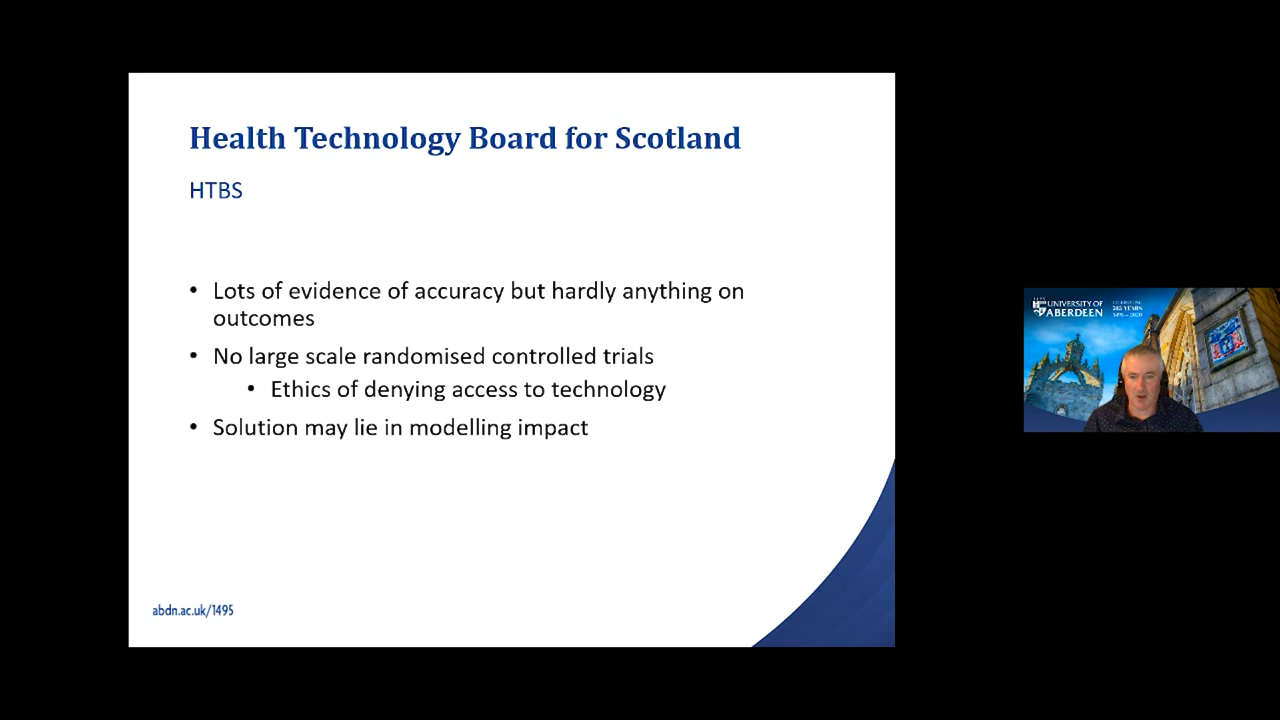 Health Technology Board for Scotland
HTBS
• Lots of evidence of accuracy but hardly anything on
outcomes
• No large scale randomised controlled trials
• Ethics of denying access to technology
• Solution may lie in modelling impact
abdn.ac.uk/1495
UNIVERSITY OF
ABERDEEN